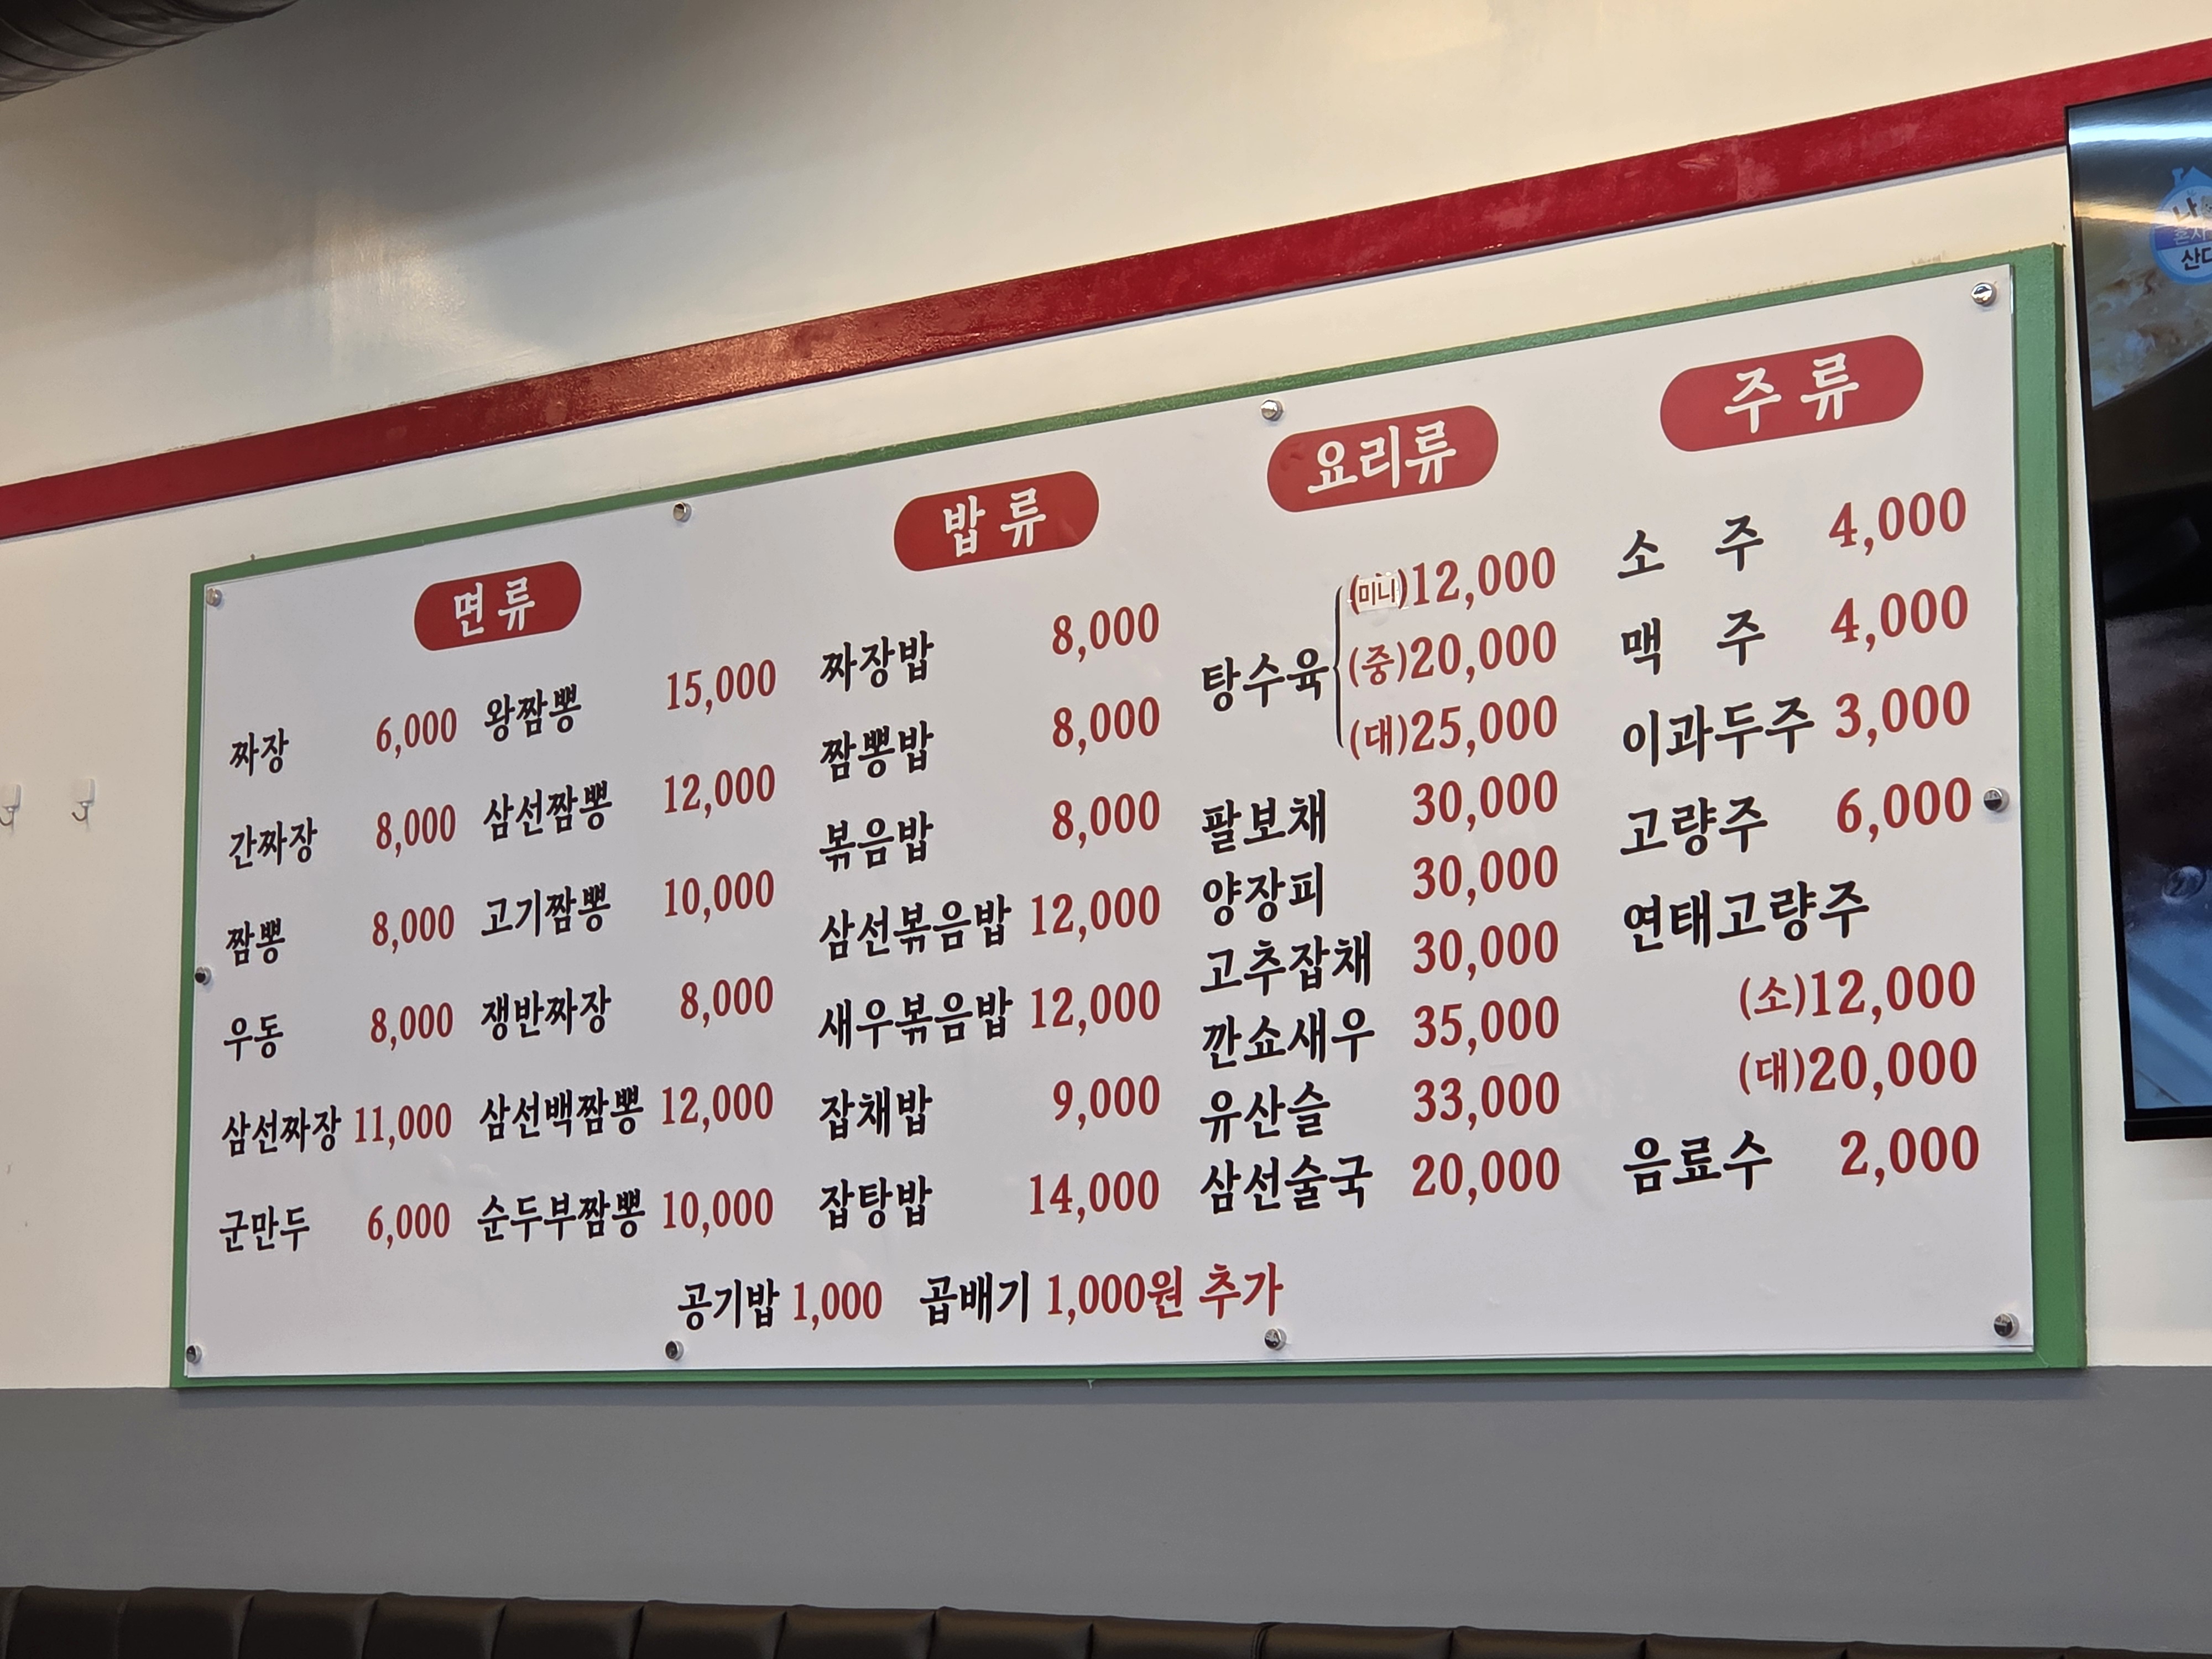 면류
짜장 6,000
간짜장 8,000
짬뽕 8,000
우동 8,000
삼선짜장 11,000
군만두 6,000
왕짬뽕 15,000
삼선짬뽕 12,000
고기짬뽕 10,000
쟁반짜장 8,000
삼선백짬뽕 12,000
순두부짬뽕 10,000
밥류
짜장밥 8,000
짬뽕밥 8,000
볶음밥 8,000
삼선볶음밥 12,000
새우볶음밥 12,000
잡채밥 9,000
잡탕밥 14,000
요리류
탕수육 (미니)12,000
(중)20,000
(대)25,000
팔보채 30,000
양장피 30,000
고추잡채 30,000
깐쇼새우 35,000
유산슬 33,000
삼선술국 20,000
주류
소주 4,000
맥주 4,000
이과두주 3,000
고량주 6,000
연태고량주
(소)12,000
(대)20,000
음료수 2,000
공기밥 1,000 곱배기 1,000원 추가